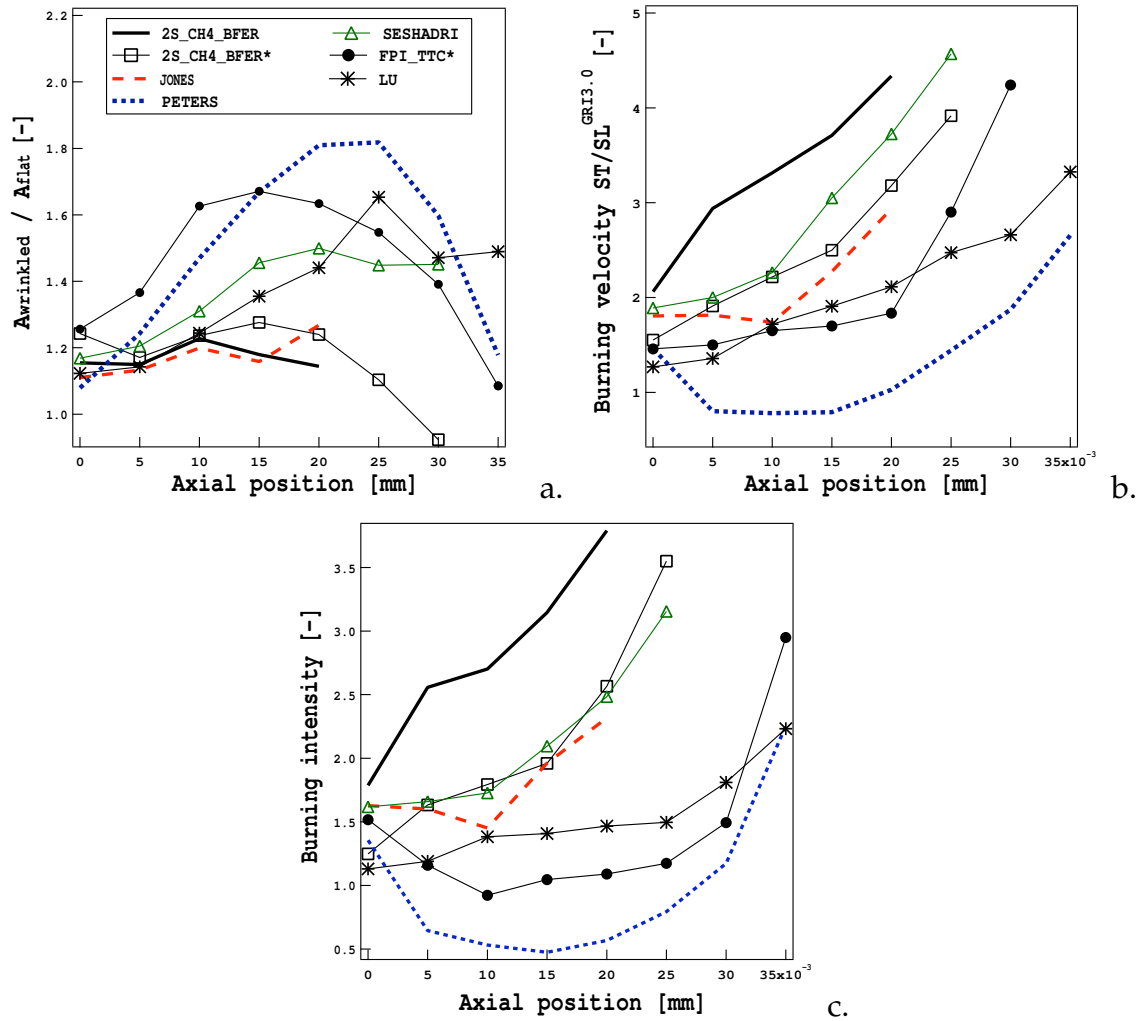 2S_CH4_BFER
SESHADRI
2S_CH4_BFER*
FPI_TTC*
JONES
LU
PETERS
Awrinkled / Aflat [-]
2.2
2.0
1.8
1.6
1.4
1.2
1.0
0 5 10 15 20 25 30 35
Axial position [mm]
a.
Burning velocity ST/SL^GRI3.0 [-]
5
4
3
2
1
0 5 10 15 20 25 30 35x10^-3
Axial position [mm]
b.
Burning intensity [-]
3.5
3.0
2.5
2.0
1.5
1.0
0.5
0 5 10 15 20 25 30 35x10^-3
Axial position [mm]
c.